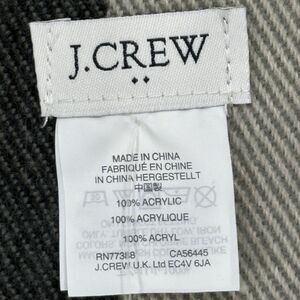 J.CREW
MADE IN CHINA
FABRIQUÉ EN CHINE
IN CHINA HERGESTELLT
中国製
100% ACRYLIC
100% ACRYLIQUE
100% ACRYL
RN77388 CA56445
J.CREW U.K. Ltd EC4V 6JA